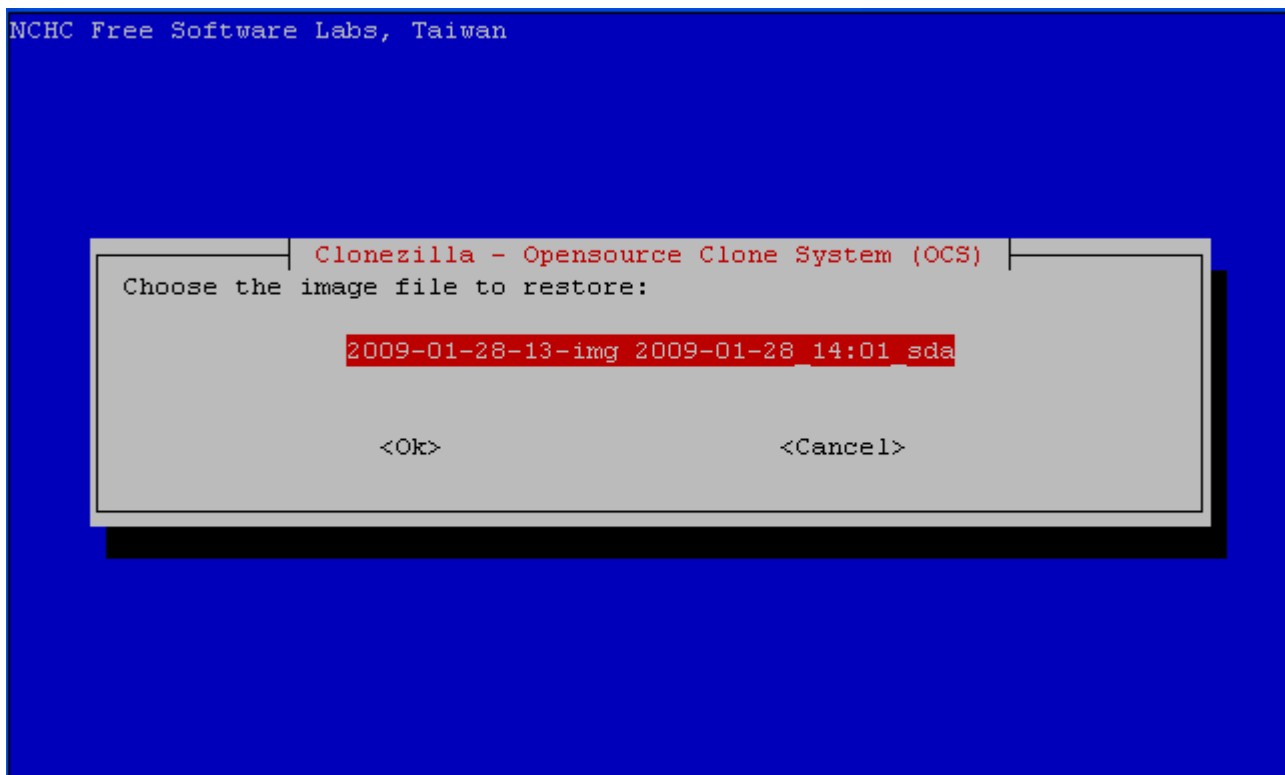 NCHC Free Software Labs, Taiwan
Clonezilla - Opensource Clone System (OCS)
Choose the image file to restore:
2009-01-28-13-img 2009-01-28_14:01_sda
<Ok> <Cancel>